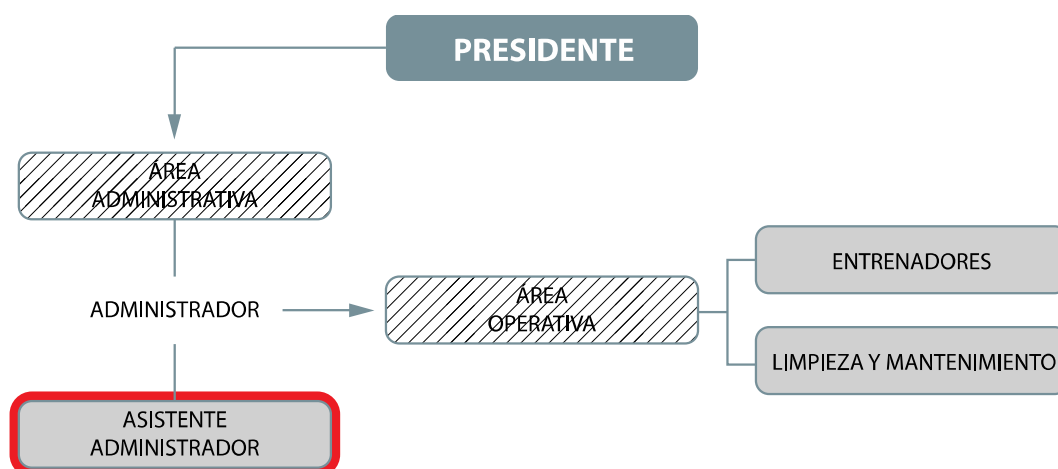 PRESIDENTE
ÁREA
ADMINISTRATIVA
ADMINISTRADOR
ÁREA
OPERATIVA
ENTRENADORES
LIMPIEZA Y MANTENIMIENTO
ASISTENTE
ADMINISTRADOR